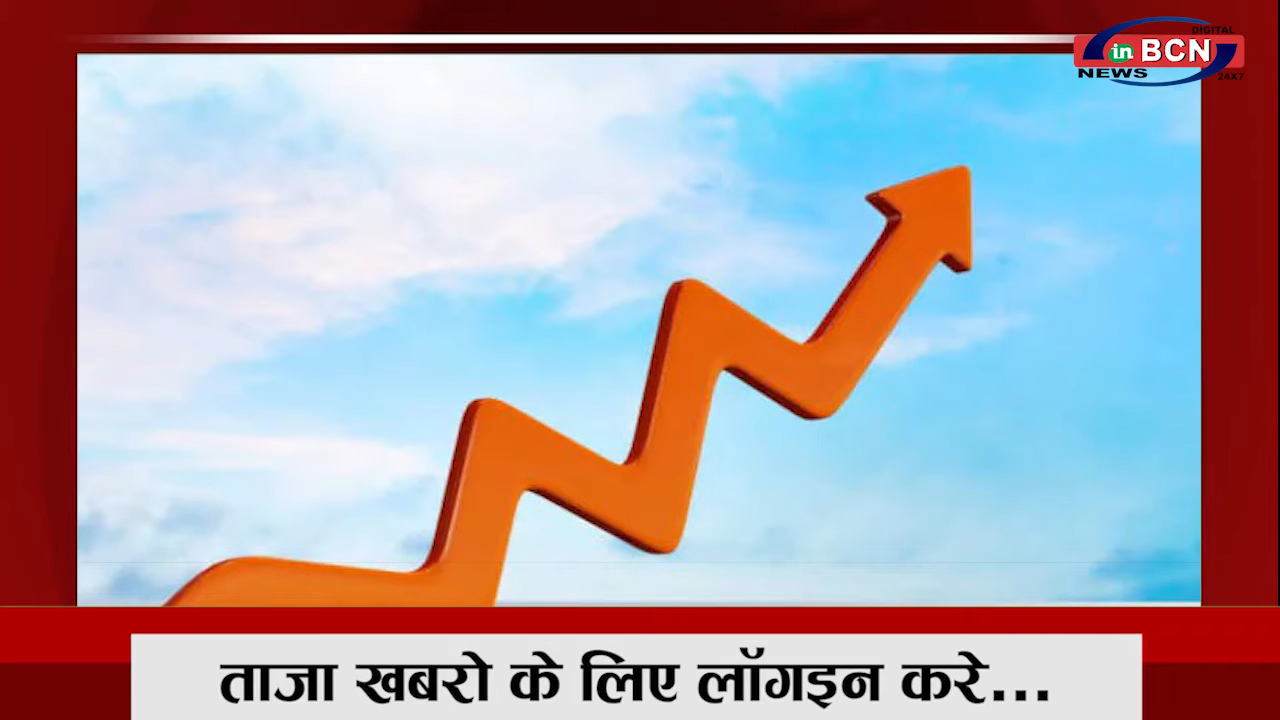 DIGITAL
in BCN
NEWS 24X7
ताजा खबरो के लिए लॉगइन करे...